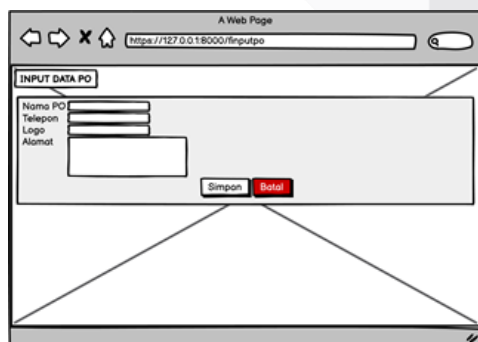 A Web Page
https://127.0.0.1:8000/finputpo
INPUT DATA PO
Nama PO
Telepon
Logo
Alamat
Simpan Batal